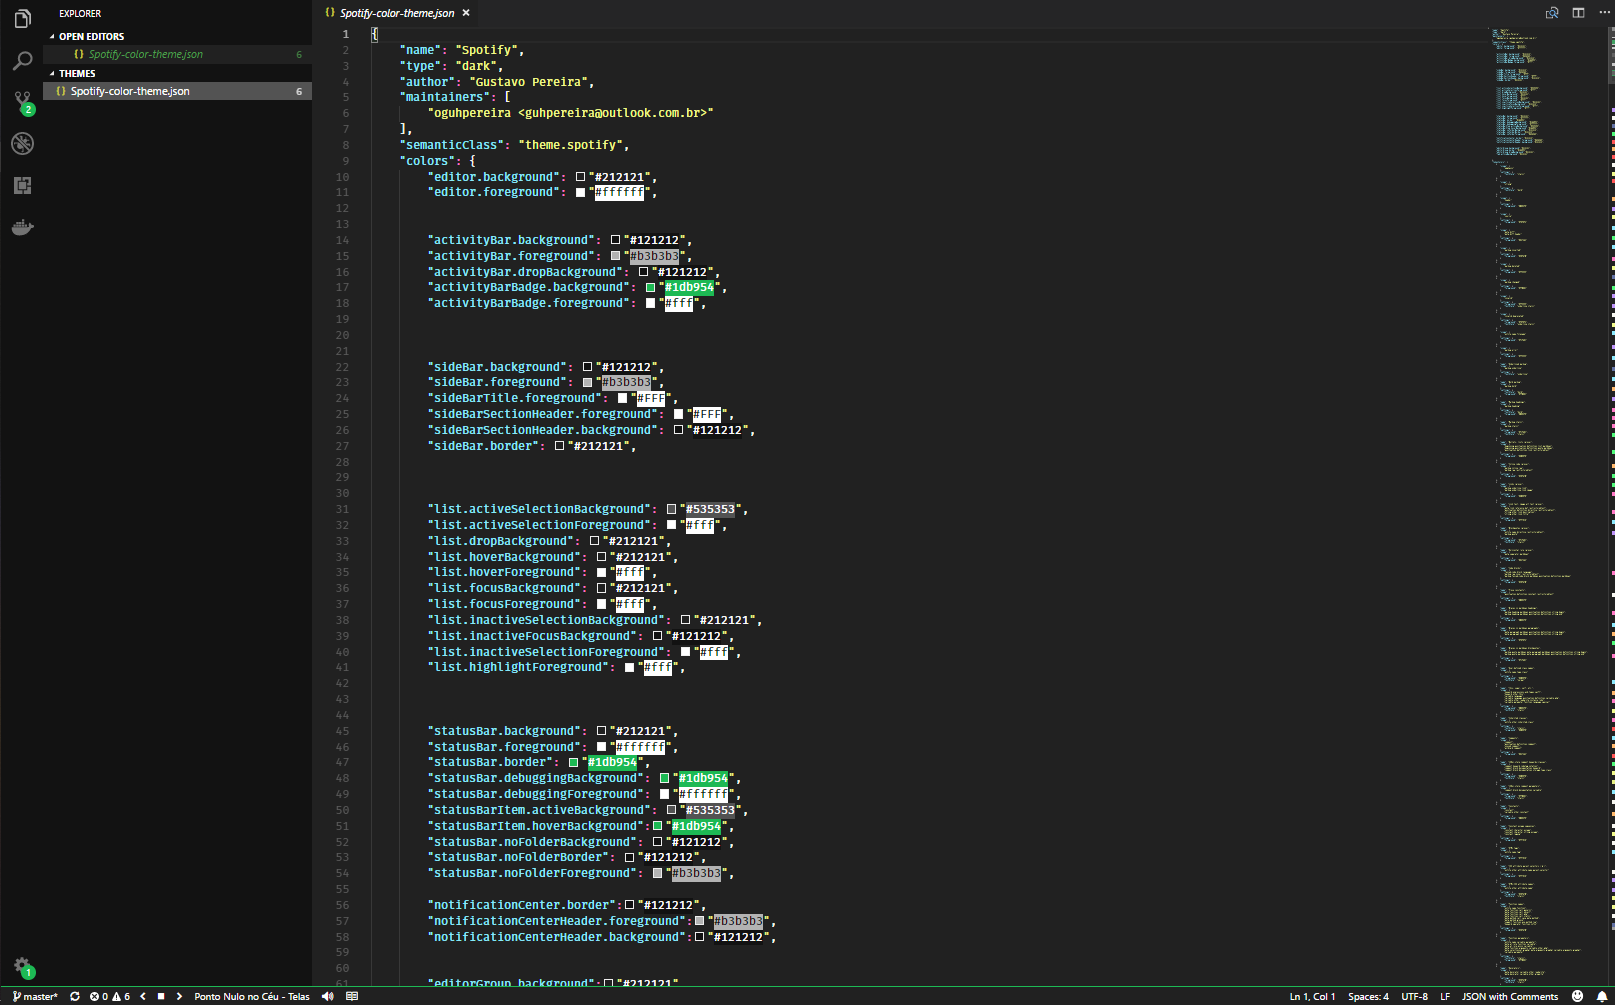 EXPLORER
OPEN EDITORS
{} Spotify-color-theme.json 6
THEMES
{} Spotify-color-theme.json 6
2
1
{} Spotify-color-theme.json ×
1 {
2 "name": "Spotify",
3 "type": "dark",
4 "author": "Gustavo Pereira",
5 "maintainers": [
6 "oguhpereira <guhpereira@outlook.com.br>"
7 ],
8 "semanticClass": "theme.spotify",
9 "colors": {
10 "editor.background": "#212121",
11 "editor.foreground": "#ffffff",
12
13
14 "activityBar.background": "#121212",
15 "activityBar.foreground": "#b3b3b3",
16 "activityBar.dropBackground": "#121212",
17 "activityBarBadge.background": "#1db954",
18 "activityBarBadge.foreground": "#fff",
19
20
21
22 "sideBar.background": "#121212",
23 "sideBar.foreground": "#b3b3b3",
24 "sideBarTitle.foreground": "#FFF",
25 "sideBarSectionHeader.foreground": "#FFF",
26 "sideBarSectionHeader.background": "#121212",
27 "sideBar.border": "#212121",
28
29
30
31 "list.activeSelectionBackground": "#535353",
32 "list.activeSelectionForeground": "#fff",
33 "list.dropBackground": "#212121",
34 "list.hoverBackground": "#212121",
35 "list.hoverForeground": "#fff",
36 "list.focusBackground": "#212121",
37 "list.focusForeground": "#fff",
38 "list.inactiveSelectionBackground": "#212121",
39 "list.inactiveFocusBackground": "#121212",
40 "list.inactiveSelectionForeground": "#fff",
41 "list.highlightForeground": "#fff",
42
43
44
45 "statusBar.background": "#212121",
46 "statusBar.foreground": "#ffffff",
47 "statusBar.border": "#1db954",
48 "statusBar.debuggingBackground": "#1db954",
49 "statusBar.debuggingForeground": "#ffffff",
50 "statusBarItem.activeBackground": "#535353",
51 "statusBarItem.hoverBackground": "#1db954",
52 "statusBar.noFolderBackground": "#121212",
53 "statusBar.noFolderBorder": "#121212",
54 "statusBar.noFolderForeground": "#b3b3b3",
55
56 "notificationCenter.border": "#121212",
57 "notificationCenterHeader.foreground": "#b3b3b3",
58 "notificationCenterHeader.background": "#121212",
59
60
61 "editorGroup.background": "#212121"
master* 0 6 Ponto Nulo no Céu - Telas Ln 1, Col 1 Spaces: 4 UTF-8 LF JSON with Comments